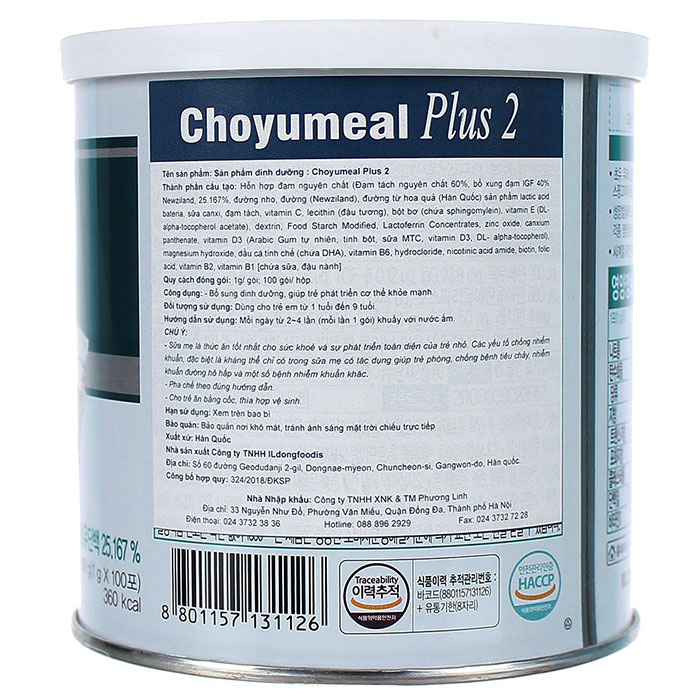 Choyumeal Plus 2
Tên sản phẩm: Sản phẩm dinh dưỡng : Choyumeal Plus 2
Thành phần cấu tạo: Hỗn hợp đạm nguyên chất (Đạm tách nguyên chất 60%, bổ xung đạm IGF 40%
Newziland, 25.167%, đường nho, đường (Newziland), đường từ hoa quả (Hàn Quốc) sản phẩm lactic acid
bateria, sữa canxi, đạm tách, vitamin C, lecithin (đậu tương), bột bơ (chứa sphingomyelin), vitamin E (DL-
alpha-tocopherol acetate), dextrin, Food Starch Modified, Lactoferrin Concentrates, zinc oxide, canxium
panthenate, vitamin D3 (Arabic Gum tự nhiên, tinh bột, sữa MTC, vitamin D3, DL- alpha-tocopherol),
magnesium hydroxide, dầu cá tinh chế (chứa DHA), vitamin B6, hydrocloride, nicotinic amid amine, biotin, folic
acid, vitamin B2, vitamin B1 [chứa sữa, đậu nành]
Quy cách đóng gói: 1g/ gói; 100 gói/ hộp.
Công dụng: - Bổ sung dinh dưỡng, giúp trẻ phát triển cơ thể khỏe mạnh.
Đối tượng sử dụng: Dùng cho trẻ em từ 1 tuổi đến 9 tuổi.
Hướng dẫn sử dụng: Mỗi ngày từ 2~4 lần (mỗi lần 1 gói) khuấy với nước ấm.
CHÚ Ý:
- Sữa mẹ là thức ăn tốt nhất cho sức khoẻ và sự phát triển toàn diện của trẻ nhỏ. Các yếu tố chống nhiễm
khuẩn, đặc biệt là kháng thể chỉ có trong sữa mẹ có tác dụng giúp trẻ phòng, chống bệnh tiêu chảy, nhiễm
khuẩn đường hô hấp và một số bệnh nhiễm khuẩn khác.
- Pha chế theo đúng hướng dẫn.
- Cho trẻ ăn bằng cốc, thìa hợp vệ sinh.
Hạn sử dụng: Xem trên bao bì
Bảo quản: Bảo quản nơi khô mát, tránh ánh sáng mặt trời chiếu trực tiếp
Xuất xứ: Hàn Quốc
Nhà sản xuất Công ty TNHH ILdongfoodis
Địa chỉ: Số 60 đường Geodudanji 2-gil, Dongnae-myeon, Chuncheon-si, Gangwon-do, Hàn quốc.
Công bố hợp quy: 324/2018/ĐKSP
Nhà Nhập khẩu: Công ty TNHH XNK & TM Phương Linh
Địa chỉ: 33 Nguyễn Như Đổ, Phường Văn Miếu, Quận Đống Đa, Thành phố Hà Nội
Điện thoại: 024 3732 38 36 Hotline: 088 896 2929 Fax: 024 3732 72 28
25,167 %
(1 g X 100포)
360 kcal
8 801157 131126
Traceability
이력추적
식품의약품안전처
식품이력 추적관리번호 :
바코드(8801157131126)
+ 유통기한(8자리)
안전관리인증
HACCP